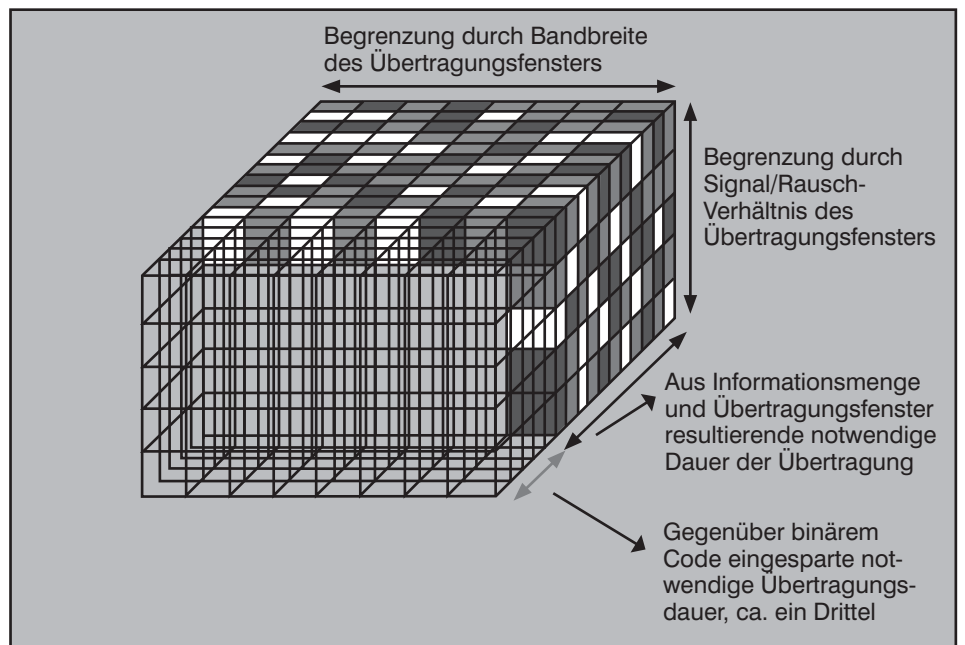 Begrenzung durch Bandbreite
des Übertragungsfensters
Begrenzung durch
Signal/Rausch-
Verhältnis des
Übertragungsfensters
Aus Informationsmenge
und Übertragungsfenster
resultierende notwendige
Dauer der Übertragung
Gegenüber binärem
Code eingesparte not-
wendige Übertragungs-
dauer, ca. ein Drittel